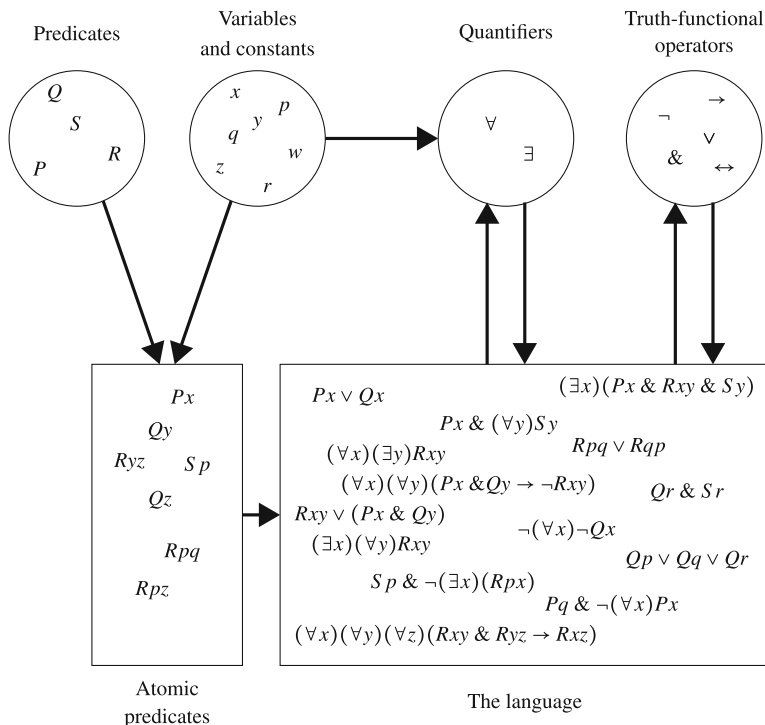 Predicates
Variables
and constants
Quantifiers
Truth-functional
operators
Q
S
P
R
x
p
y
q
w
z
r
∀
∃
→
¬
∨
&
↔
Px
Qy
Ryz
Sp
Qz
Rpq
Rpz
(∃x)(Px & Rxy & Sy)
Px ∨ Qx
Px & (∀y)Sy
(∀x)(∃y)Rxy
Rpq ∨ Rqp
(∀x)(∀y)(Px &Qy → ¬Rxy)
Qr & Sr
Rxy ∨ (Px & Qy)
¬(∀x)¬Qx
(∃x)(∀y)Rxy
Qp ∨ Qq ∨ Qr
Sp & ¬(∃x)(Rpx)
Pq & ¬(∀x)Px
(∀x)(∀y)(∀z)(Rxy & Ryz → Rxz)
Atomic
predicates
The language